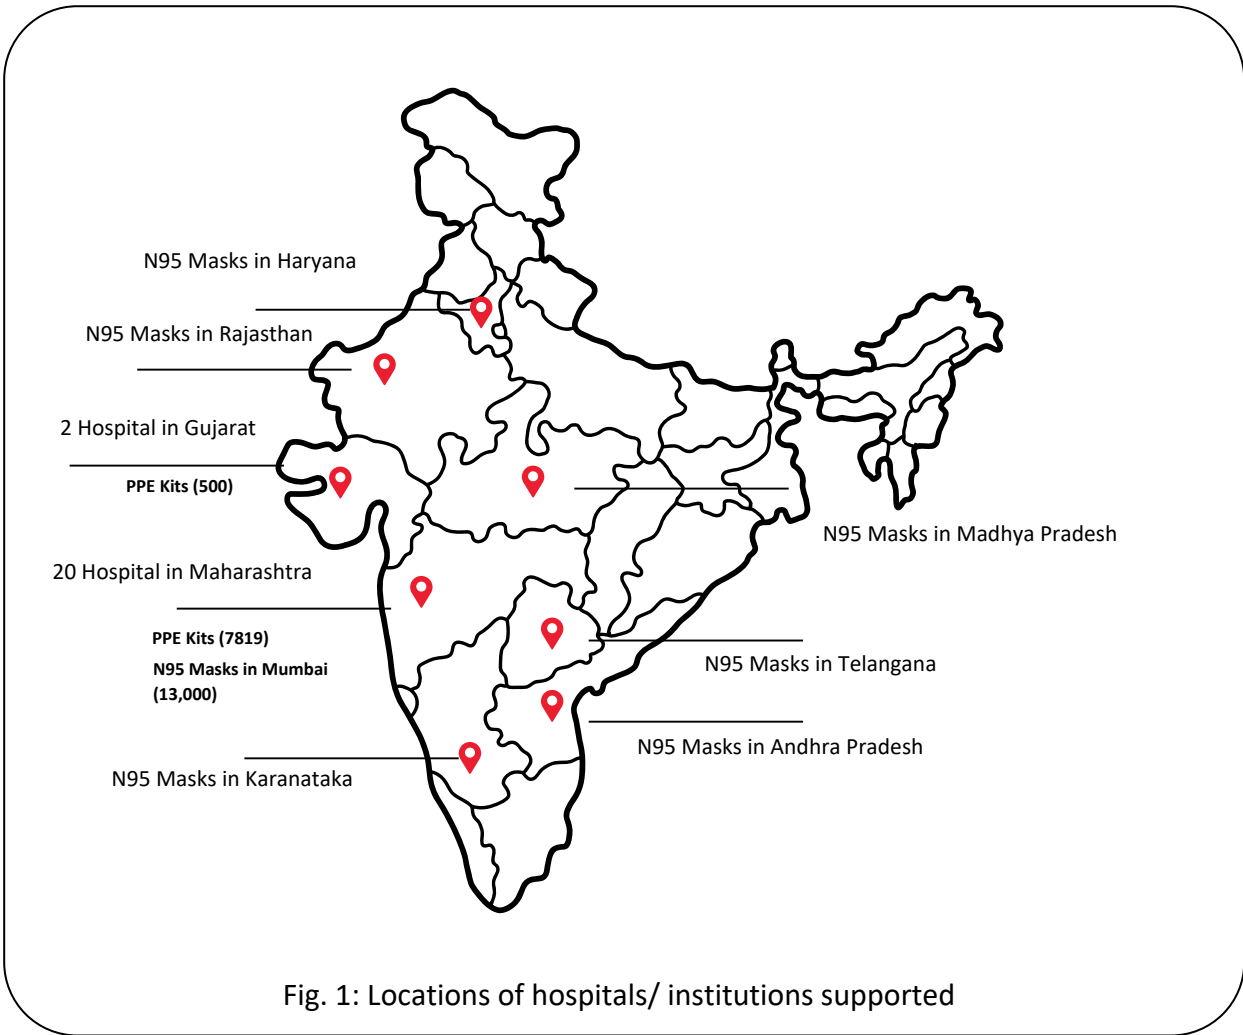 N95 Masks in Haryana
N95 Masks in Rajasthan
2 Hospital in Gujarat
PPE Kits (500)
N95 Masks in Madhya Pradesh
20 Hospital in Maharashtra
PPE Kits (7819)
N95 Masks in Mumbai
(13,000)
N95 Masks in Telangana
N95 Masks in Andhra Pradesh
N95 Masks in Karanataka
Fig. 1: Locations of hospitals/ institutions supported